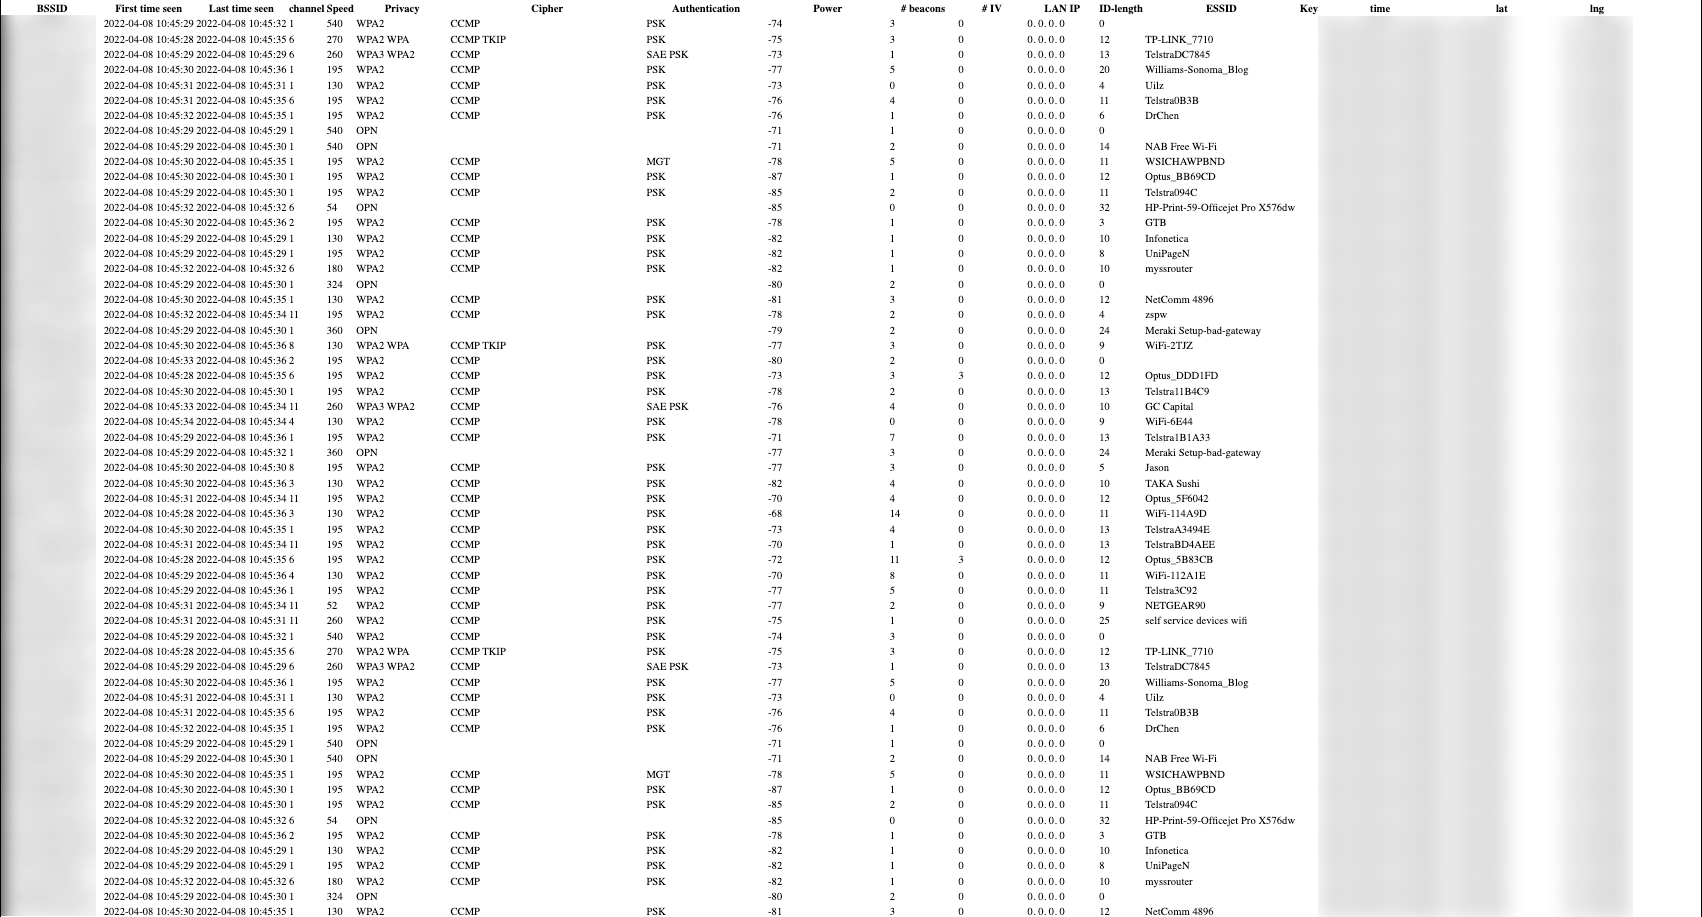 BSSID First time seen Last time seen channel Speed Privacy Cipher Authentication Power # beacons # IV LAN IP ID-length ESSID Key time lat lng
2022-04-08 10:45:29 2022-04-08 10:45:32 1 540 WPA2 CCMP PSK -74 3 0 0. 0. 0. 0 0
2022-04-08 10:45:28 2022-04-08 10:45:35 6 270 WPA2 WPA CCMP TKIP PSK -75 3 0 0. 0. 0. 0 12 TP-LINK_7710
2022-04-08 10:45:29 2022-04-08 10:45:29 6 260 WPA3 WPA2 CCMP SAE PSK -73 1 0 0. 0. 0. 0 13 TelstraDC7845
2022-04-08 10:45:30 2022-04-08 10:45:36 1 195 WPA2 CCMP PSK -77 5 0 0. 0. 0. 0 20 Williams-Sonoma_Blog
2022-04-08 10:45:31 2022-04-08 10:45:31 1 130 WPA2 CCMP PSK -73 0 0 0. 0. 0. 0 4 Uilz
2022-04-08 10:45:31 2022-04-08 10:45:35 6 195 WPA2 CCMP PSK -76 4 0 0. 0. 0. 0 11 Telstra0B3B
2022-04-08 10:45:32 2022-04-08 10:45:35 1 195 WPA2 CCMP PSK -76 1 0 0. 0. 0. 0 6 DrChen
2022-04-08 10:45:29 2022-04-08 10:45:29 1 540 OPN -71 1 0 0. 0. 0. 0 0
2022-04-08 10:45:29 2022-04-08 10:45:30 1 540 OPN -71 2 0 0. 0. 0. 0 14 NAB Free Wi-Fi
2022-04-08 10:45:30 2022-04-08 10:45:35 1 195 WPA2 CCMP MGT -78 5 0 0. 0. 0. 0 11 WSICHAWPBND
2022-04-08 10:45:30 2022-04-08 10:45:30 1 195 WPA2 CCMP PSK -87 1 0 0. 0. 0. 0 12 Optus_BB69CD
2022-04-08 10:45:29 2022-04-08 10:45:30 1 195 WPA2 CCMP PSK -85 2 0 0. 0. 0. 0 11 Telstra094C
2022-04-08 10:45:32 2022-04-08 10:45:32 6 54 OPN -85 0 0 0. 0. 0. 0 32 HP-Print-59-Officejet Pro X576dw
2022-04-08 10:45:30 2022-04-08 10:45:36 2 195 WPA2 CCMP PSK -78 1 0 0. 0. 0. 0 3 GTB
2022-04-08 10:45:29 2022-04-08 10:45:29 1 130 WPA2 CCMP PSK -82 1 0 0. 0. 0. 0 10 Infonetica
2022-04-08 10:45:29 2022-04-08 10:45:29 1 195 WPA2 CCMP PSK -82 1 0 0. 0. 0. 0 8 UniPageN
2022-04-08 10:45:32 2022-04-08 10:45:32 6 180 WPA2 CCMP PSK -82 1 0 0. 0. 0. 0 10 myssrouter
2022-04-08 10:45:29 2022-04-08 10:45:30 1 324 OPN -80 2 0 0. 0. 0. 0 0
2022-04-08 10:45:30 2022-04-08 10:45:35 1 130 WPA2 CCMP PSK -81 3 0 0. 0. 0. 0 12 NetComm 4896
2022-04-08 10:45:32 2022-04-08 10:45:34 11 195 WPA2 CCMP PSK -78 2 0 0. 0. 0. 0 4 zspw
2022-04-08 10:45:29 2022-04-08 10:45:30 1 360 OPN -79 2 0 0. 0. 0. 0 24 Meraki Setup-bad-gateway
2022-04-08 10:45:30 2022-04-08 10:45:36 8 130 WPA2 WPA CCMP TKIP PSK -77 3 0 0. 0. 0. 0 9 WiFi-2TJZ
2022-04-08 10:45:33 2022-04-08 10:45:36 2 195 WPA2 CCMP PSK -80 2 0 0. 0. 0. 0 0
2022-04-08 10:45:28 2022-04-08 10:45:35 6 195 WPA2 CCMP PSK -73 3 3 0. 0. 0. 0 12 Optus_DDD1FD
2022-04-08 10:45:30 2022-04-08 10:45:30 1 195 WPA2 CCMP PSK -78 2 0 0. 0. 0. 0 13 Telstra11B4C9
2022-04-08 10:45:33 2022-04-08 10:45:34 11 260 WPA3 WPA2 CCMP SAE PSK -76 4 0 0. 0. 0. 0 10 GC Capital
2022-04-08 10:45:34 2022-04-08 10:45:34 4 130 WPA2 CCMP PSK -78 0 0 0. 0. 0. 0 9 WiFi-6E44
2022-04-08 10:45:29 2022-04-08 10:45:36 1 195 WPA2 CCMP PSK -71 7 0 0. 0. 0. 0 13 Telstra1B1A33
2022-04-08 10:45:29 2022-04-08 10:45:32 1 360 OPN -77 3 0 0. 0. 0. 0 24 Meraki Setup-bad-gateway
2022-04-08 10:45:30 2022-04-08 10:45:30 8 195 WPA2 CCMP PSK -77 3 0 0. 0. 0. 0 5 Jason
2022-04-08 10:45:30 2022-04-08 10:45:36 3 130 WPA2 CCMP PSK -82 4 0 0. 0. 0. 0 10 TAKA Sushi
2022-04-08 10:45:31 2022-04-08 10:45:34 11 195 WPA2 CCMP PSK -70 4 0 0. 0. 0. 0 12 Optus_5F6042
2022-04-08 10:45:28 2022-04-08 10:45:36 3 130 WPA2 CCMP PSK -68 14 0 0. 0. 0. 0 11 WiFi-114A9D
2022-04-08 10:45:30 2022-04-08 10:45:35 1 195 WPA2 CCMP PSK -73 4 0 0. 0. 0. 0 13 TelstraA3494E
2022-04-08 10:45:31 2022-04-08 10:45:34 11 195 WPA2 CCMP PSK -70 1 0 0. 0. 0. 0 13 TelstraBD4AEE
2022-04-08 10:45:28 2022-04-08 10:45:35 6 195 WPA2 CCMP PSK -72 11 3 0. 0. 0. 0 12 Optus_5B83CB
2022-04-08 10:45:29 2022-04-08 10:45:36 4 130 WPA2 CCMP PSK -70 8 0 0. 0. 0. 0 11 WiFi-112A1E
2022-04-08 10:45:29 2022-04-08 10:45:36 1 195 WPA2 CCMP PSK -77 5 0 0. 0. 0. 0 11 Telstra3C92
2022-04-08 10:45:31 2022-04-08 10:45:34 11 52 WPA2 CCMP PSK -77 2 0 0. 0. 0. 0 9 NETGEAR90
2022-04-08 10:45:31 2022-04-08 10:45:31 11 260 WPA2 CCMP PSK -75 1 0 0. 0. 0. 0 25 self service devices wifi
2022-04-08 10:45:29 2022-04-08 10:45:32 1 540 WPA2 CCMP PSK -74 3 0 0. 0. 0. 0 0
2022-04-08 10:45:28 2022-04-08 10:45:35 6 270 WPA2 WPA CCMP TKIP PSK -75 3 0 0. 0. 0. 0 12 TP-LINK_7710
2022-04-08 10:45:29 2022-04-08 10:45:29 6 260 WPA3 WPA2 CCMP SAE PSK -73 1 0 0. 0. 0. 0 13 TelstraDC7845
2022-04-08 10:45:30 2022-04-08 10:45:36 1 195 WPA2 CCMP PSK -77 5 0 0. 0. 0. 0 20 Williams-Sonoma_Blog
2022-04-08 10:45:31 2022-04-08 10:45:31 1 130 WPA2 CCMP PSK -73 0 0 0. 0. 0. 0 4 Uilz
2022-04-08 10:45:31 2022-04-08 10:45:35 6 195 WPA2 CCMP PSK -76 4 0 0. 0. 0. 0 11 Telstra0B3B
2022-04-08 10:45:32 2022-04-08 10:45:35 1 195 WPA2 CCMP PSK -76 1 0 0. 0. 0. 0 6 DrChen
2022-04-08 10:45:29 2022-04-08 10:45:29 1 540 OPN -71 1 0 0. 0. 0. 0 0
2022-04-08 10:45:29 2022-04-08 10:45:30 1 540 OPN -71 2 0 0. 0. 0. 0 14 NAB Free Wi-Fi
2022-04-08 10:45:30 2022-04-08 10:45:35 1 195 WPA2 CCMP MGT -78 5 0 0. 0. 0. 0 11 WSICHAWPBND
2022-04-08 10:45:30 2022-04-08 10:45:30 1 195 WPA2 CCMP PSK -87 1 0 0. 0. 0. 0 12 Optus_BB69CD
2022-04-08 10:45:29 2022-04-08 10:45:30 1 195 WPA2 CCMP PSK -85 2 0 0. 0. 0. 0 11 Telstra094C
2022-04-08 10:45:32 2022-04-08 10:45:32 6 54 OPN -85 0 0 0. 0. 0. 0 32 HP-Print-59-Officejet Pro X576dw
2022-04-08 10:45:30 2022-04-08 10:45:36 2 195 WPA2 CCMP PSK -78 1 0 0. 0. 0. 0 3 GTB
2022-04-08 10:45:29 2022-04-08 10:45:29 1 130 WPA2 CCMP PSK -82 1 0 0. 0. 0. 0 10 Infonetica
2022-04-08 10:45:29 2022-04-08 10:45:29 1 195 WPA2 CCMP PSK -82 1 0 0. 0. 0. 0 8 UniPageN
2022-04-08 10:45:32 2022-04-08 10:45:32 6 180 WPA2 CCMP PSK -82 1 0 0. 0. 0. 0 10 myssrouter
2022-04-08 10:45:29 2022-04-08 10:45:30 1 324 OPN -80 2 0 0. 0. 0. 0 0
2022-04-08 10:45:30 2022-04-08 10:45:35 1 130 WPA2 CCMP PSK -81 3 0 0. 0. 0. 0 12 NetComm 4896